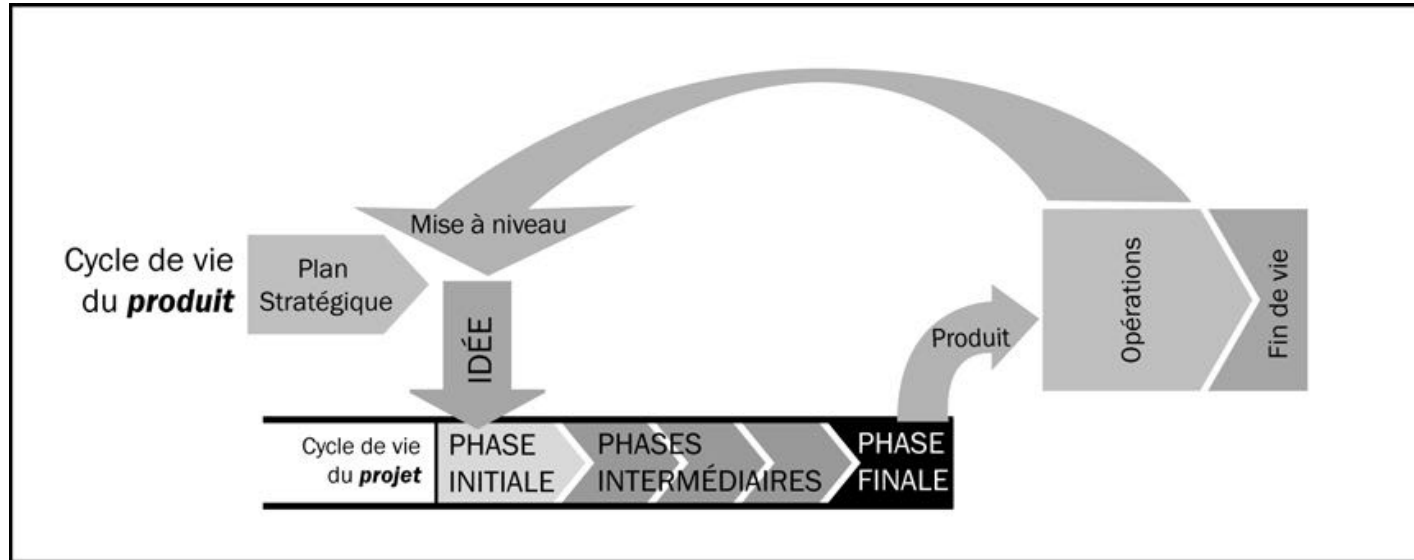 Mise à niveau
Cycle de vie
du produit
Plan
Stratégique
IDÉE
Produit
Opérations
Fin de vie
Cycle de vie
du projet
PHASE
INITIALE
PHASES
INTERMÉDIAIRES
PHASE
FINALE